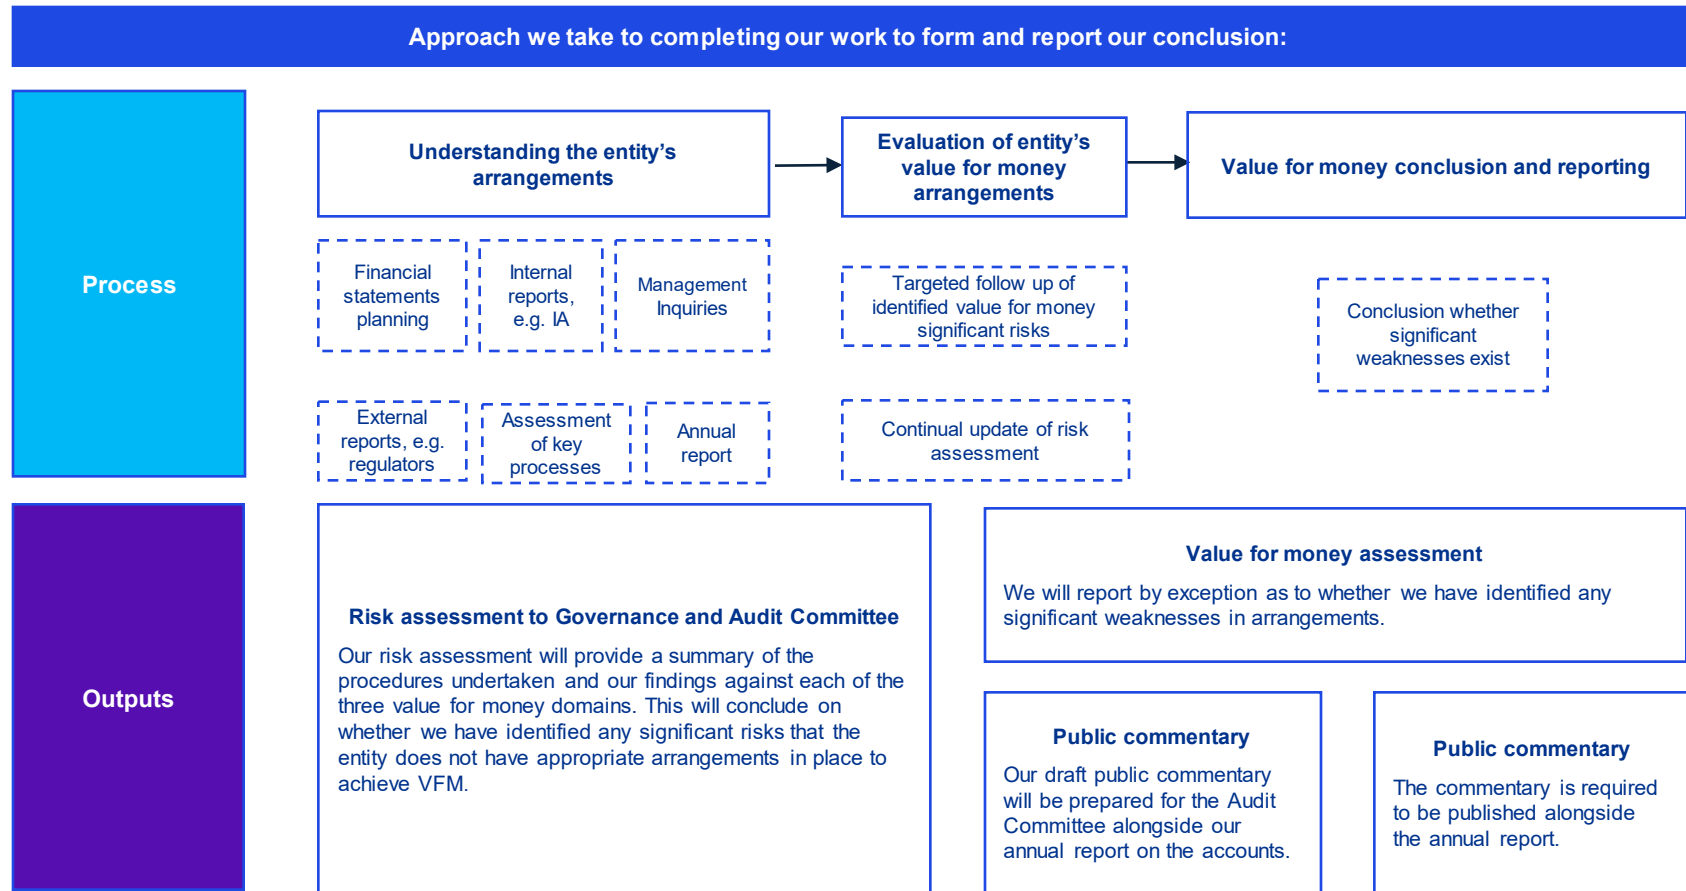 Approach we take to completing our work to form and report our conclusion:
Process
Understanding the entity's
arrangements
Evaluation of entity's
value for money
arrangements
Value for money conclusion and reporting
Financial
statements
planning
Internal
reports,
e.g. IA
Management
Inquiries
Targeted follow up of
identified value for money
significant risks
Conclusion whether
significant
weaknesses exist
External
reports, e.g.
regulators
Assessment
of key
processes
Annual
report
Continual update of risk
assessment
Outputs
Risk assessment to Governance and Audit Committee
Our risk assessment will provide a summary of the
procedures undertaken and our findings against each of the
three value for money domains. This will conclude on
whether we have identified any significant risks that the
entity does not have appropriate arrangements in place to
achieve VFM.
Value for money assessment
We will report by exception as to whether we have identified any
significant weaknesses in arrangements.
Public commentary
Our draft public commentary
will be prepared for the Audit
Committee alongside our
annual report on the accounts.
Public commentary
The commentary is required
to be published alongside
the annual report.